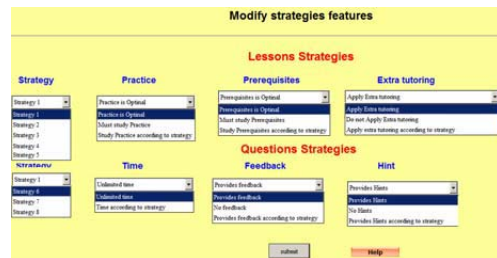 Modify strategies features
Lessons Strategies
Strategy Practice Prerequisites Extra tutoring
Strategy 1 Practice is Optimal Prerequisites is Optimal Apply Extra tutoring
Strategy 1 Practice is Optimal Prerequisites is Optimal Apply Extra tutoring
Strategy 2 Must study Practice Must study Prerequisites Do not Apply Extra tutoring
Strategy 3 Study Practice according to strategy Study Prerequisites according to strategy Apply extra tutoring according to strategy
Strategy 4
Strategy 5
Questions Strategies
Strategy Time Feedback Hint
Strategy 1 Unlimited time Provides feedback Provides Hints
Strategy 6 Unlimited time Provides feedback Provides Hints
Strategy 7 Time according to strategy No feedback No Hints
Strategy 8 Provides feedback according to strategy Provides Hints according to strategy
submit Help